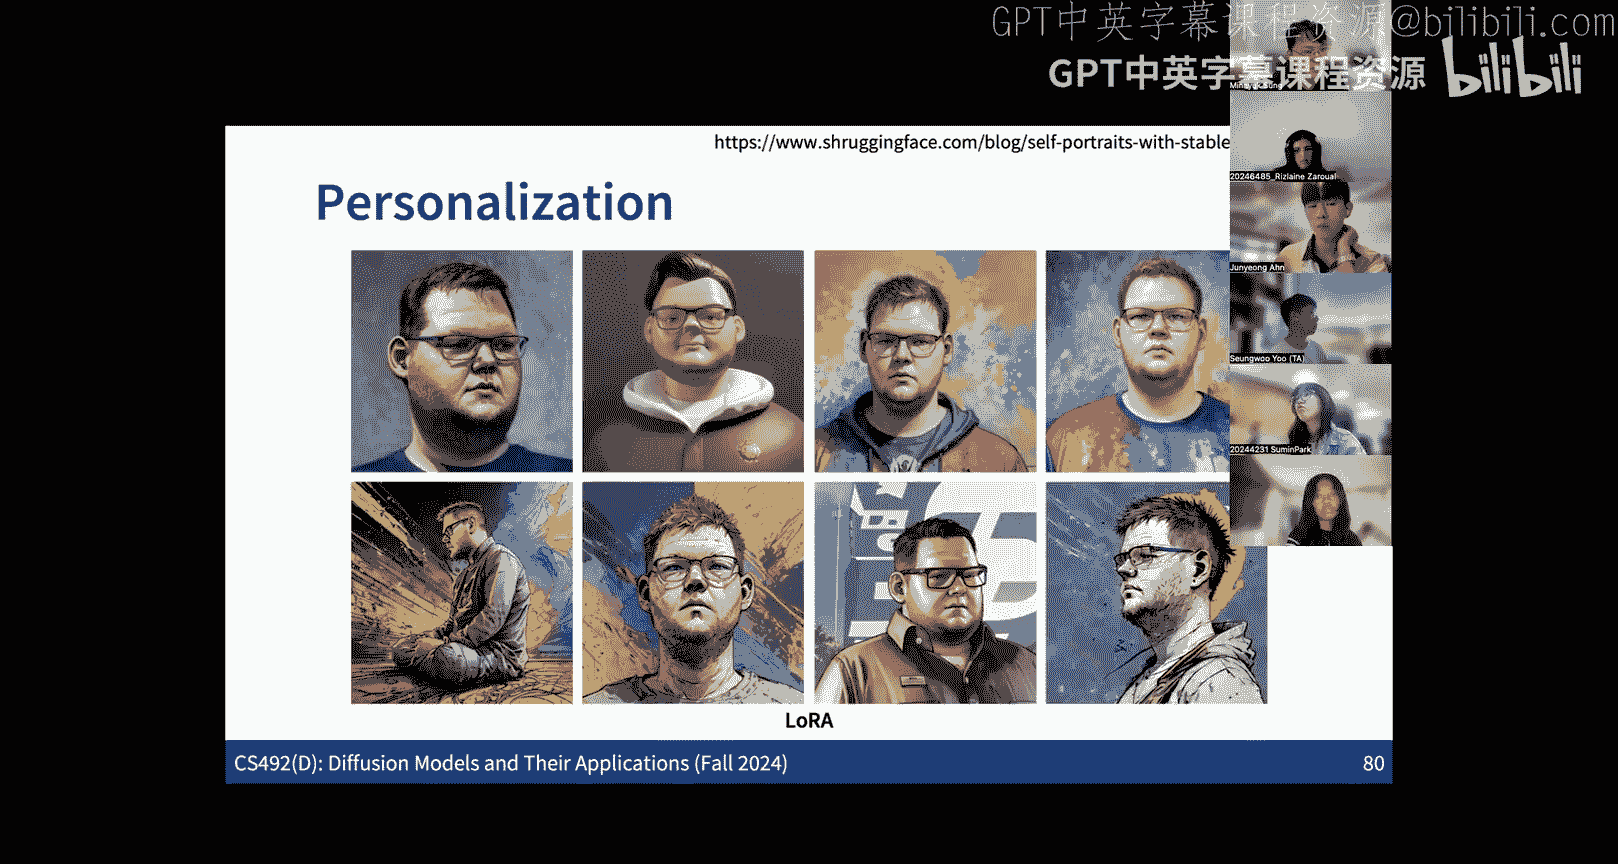 GPT中英字幕课程资源@bilibili.com
GPT中英字幕课程资源 bilibili
https://www.shruggingface.com/blog/self-portraits-with-stable
Personalization
20246485_Rizlaine Zaroual
Junyeong Ahn
Seungwoo Yoo (TA)
20244231 SuminPark
LoRA
CS492(D): Diffusion Models and Their Applications (Fall 2024)
80